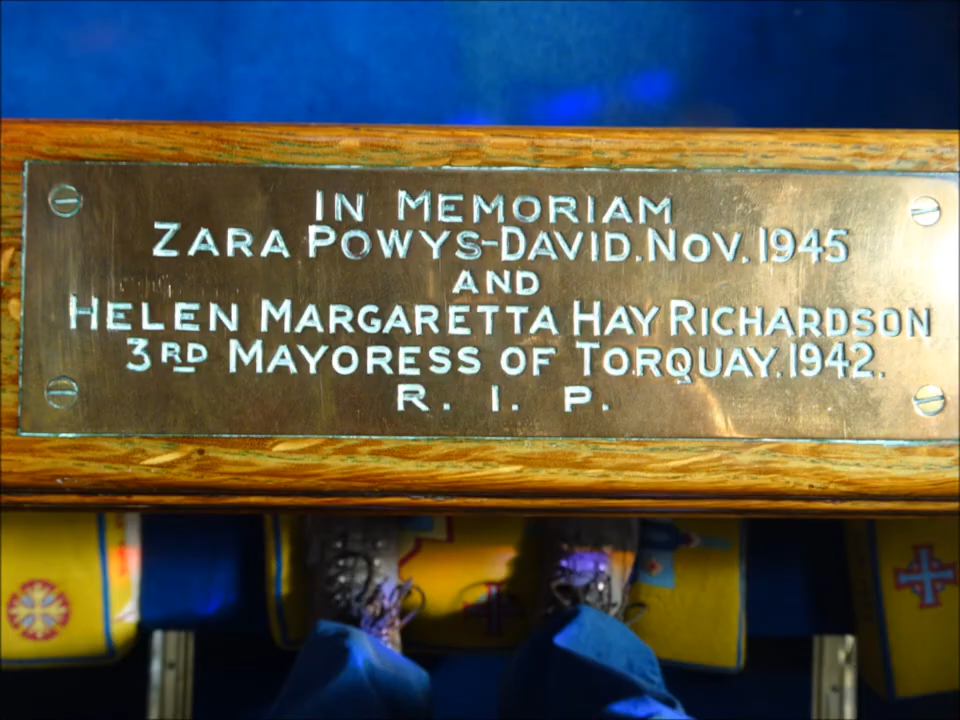 IN MEMORIAM
ZARA POWYS-DAVID. NOV. 1945
AND
HELEN MARGARETTA HAY RICHARDSON
3RD MAYORESS OF TORQUAY. 1942.
R. I. P.